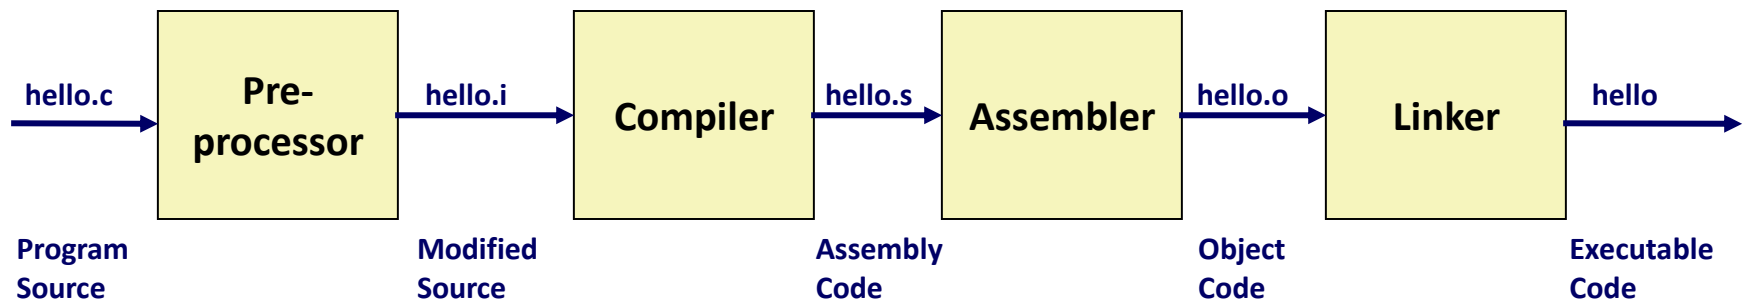 hello.c
Pre-
processor
hello.i
Compiler
hello.s
Assembler
hello.o
Linker
hello
Program
Source
Modified
Source
Assembly
Code
Object
Code
Executable
Code